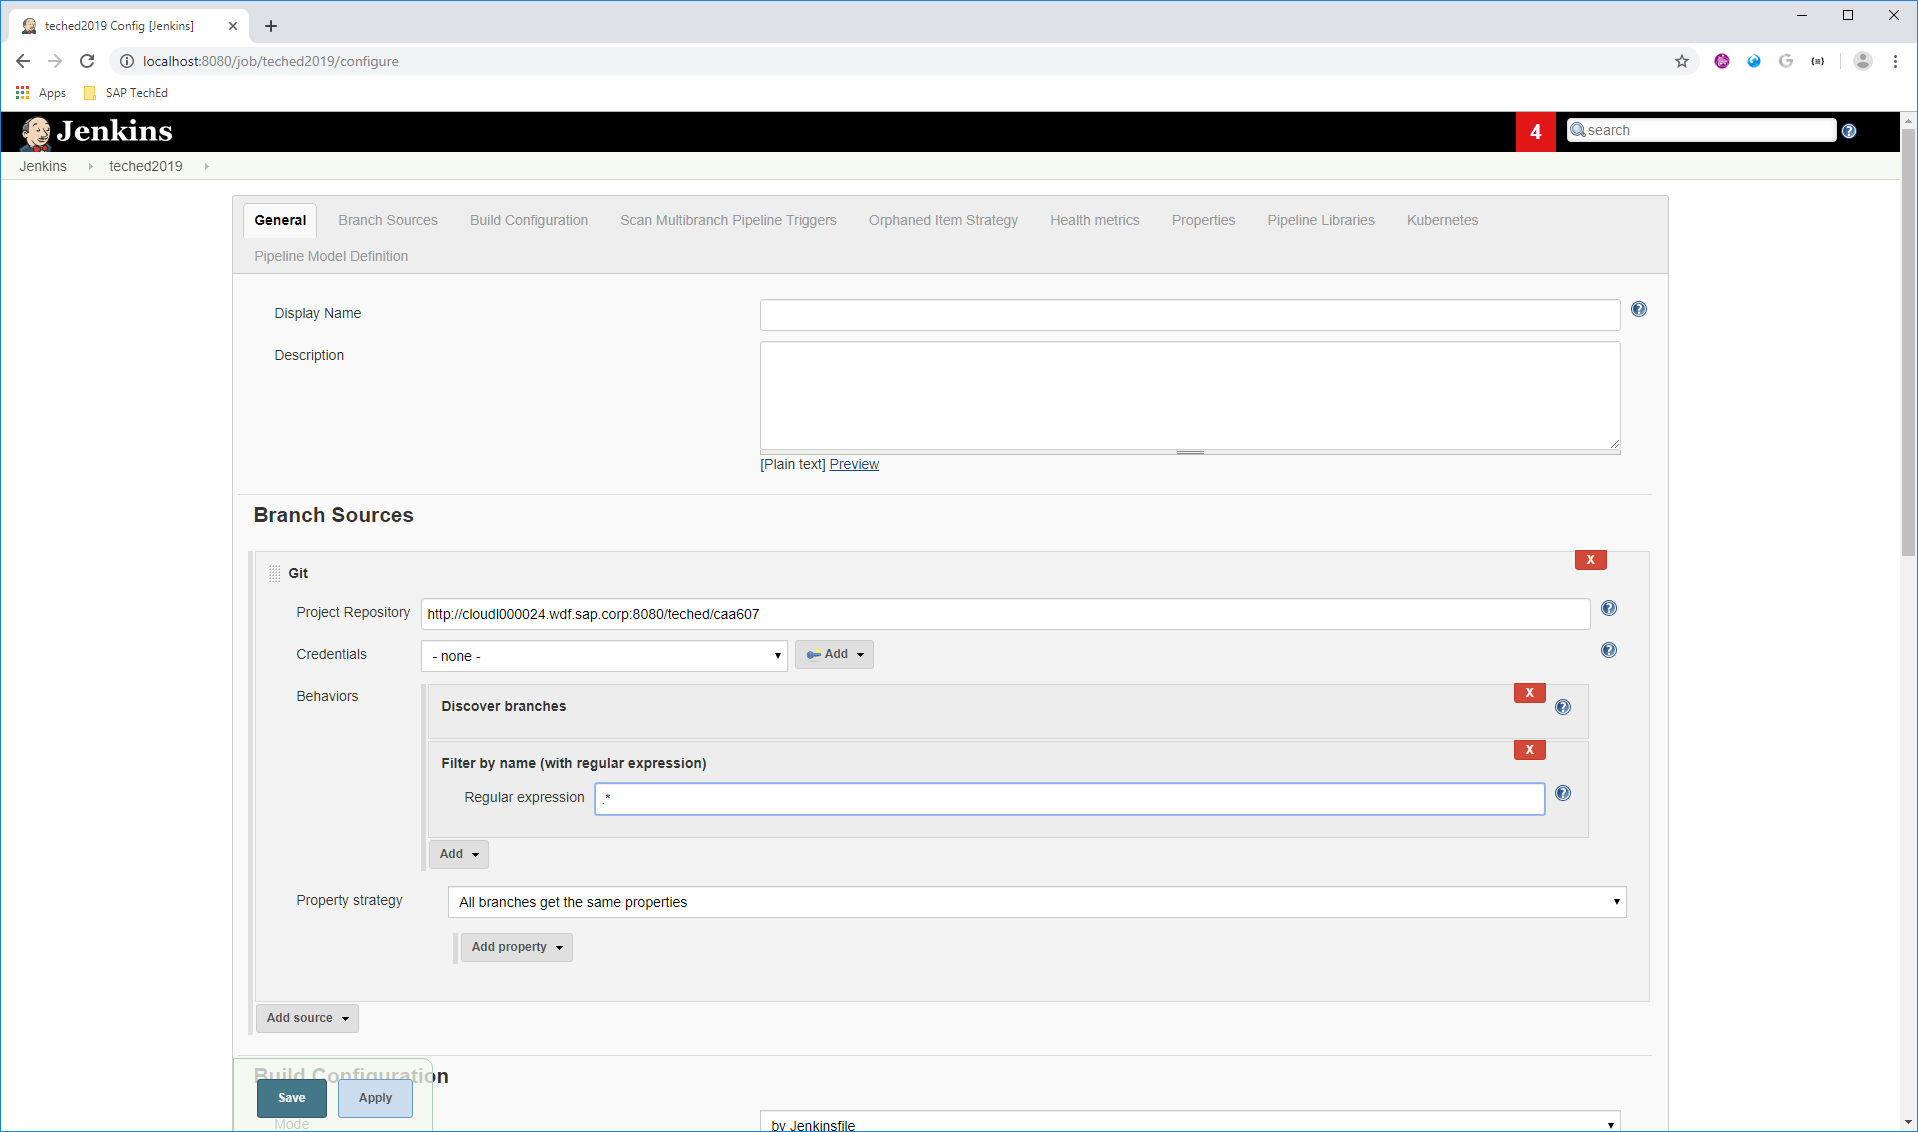 teched2019 Config [Jenkins]
localhost:8080/job/teched2019/configure
Apps SAP TechEd
Jenkins 4 search
Jenkins teched2019
General Branch Sources Build Configuration Scan Multibranch Pipeline Triggers Orphaned Item Strategy Health metrics Properties Pipeline Libraries Kubernetes
Pipeline Model Definition
Display Name
Description
[Plain text] Preview
Branch Sources
X
Git
Project Repository http://cloudl000024.wdf.sap.corp:8080/teched/caa607
Credentials - none - Add
Behaviors
X
Discover branches
X
Filter by name (with regular expression)
Regular expression .*
Add
Property strategy All branches get the same properties
Add property
Add source
Build Configuration
Save Apply
Mode by Jenkinsfile